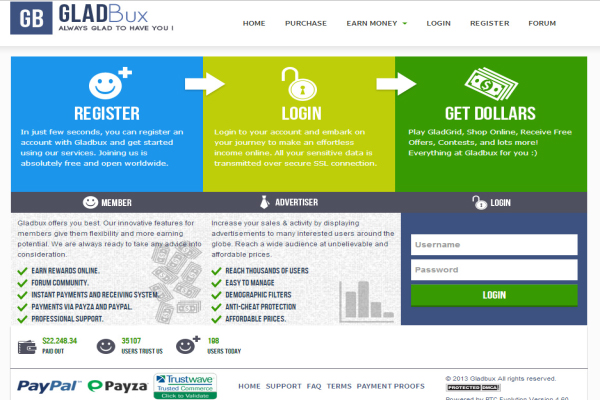 GB GLADBUX
ALWAYS GLAD TO HAVE YOU !
HOME PURCHASE EARN MONEY LOGIN REGISTER FORUM
REGISTER
In just few seconds, you can register an
account with Gladbux and get started
using our services. Joining us is
absolutely free and open worldwide.
LOGIN
Login to your account and embark on
your journey to make an effortless
income online. All your sensitive data is
transmitted over secure SSL connection.
GET DOLLARS
Play GladGrid, Shop Online, Receive Free
Offers, Contests, and lots more!
Everything at Gladbux for you :)
MEMBER
ADVERTISER
LOGIN
Gladbux offers you best. Our innovative features for
members give them flexibility and more earning
potential. We are always ready to take any advice into
consideration.
EARN REWARDS ONLINE.
FORUM COMMUNITY.
INSTANT PAYMENTS AND RECEIVING SYSTEM.
PAYMENTS VIA PAYZA AND PAYPAL.
PROFESSIONAL SUPPORT.
Increase your sales & activity by displaying
advertisements to many interested users around the
globe. Reach a wide audience at unbelievable and
affordable prices.
REACH THOUSANDS OF USERS
EASY TO MANAGE
DEMOGRAPHIC FILTERS
ANTI-CHEAT PROTECTION
AFFORDABLE PRICES.
Username
Password
LOGIN
$22,248.34
PAID OUT
35107
USERS TRUST US
198
USERS TODAY
PayPal
Payza
Trustwave
Trusted Commerce
Click to Validate
HOME SUPPORT FAQ TERMS PAYMENT PROOFS
© 2013 Gladbux All rights reserved.
PROTECTED DMCA
Powered by BTC Evolution Version 4.60